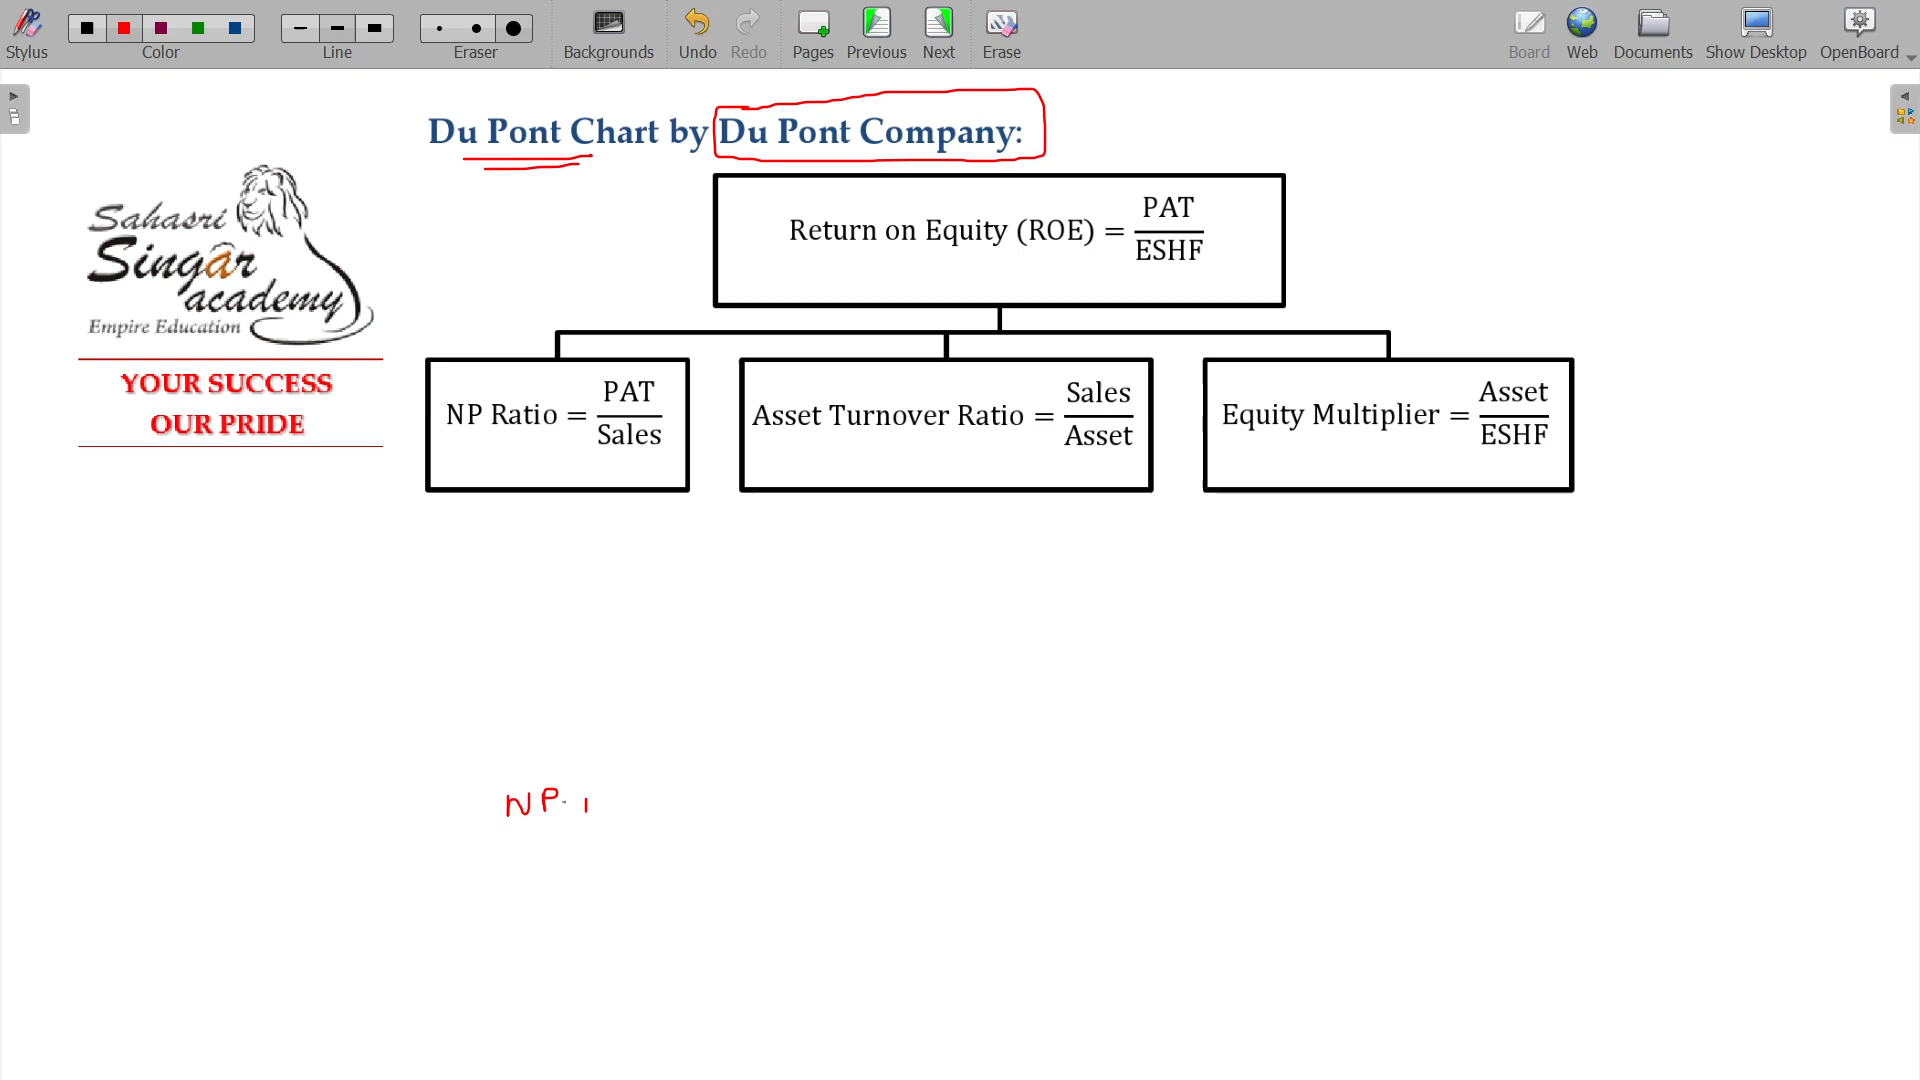 Stylus Color Line Eraser Backgrounds Undo Redo Pages Previous Next Erase Board Web Documents Show Desktop OpenBoard
Du Pont Chart by Du Pont Company:
Sahasri
Singar
academy
Empire Education
YOUR SUCCESS
OUR PRIDE
Return on Equity (ROE) = PAT / ESHF
NP Ratio = PAT / Sales
Asset Turnover Ratio = Sales / Asset
Equity Multiplier = Asset / ESHF
NP